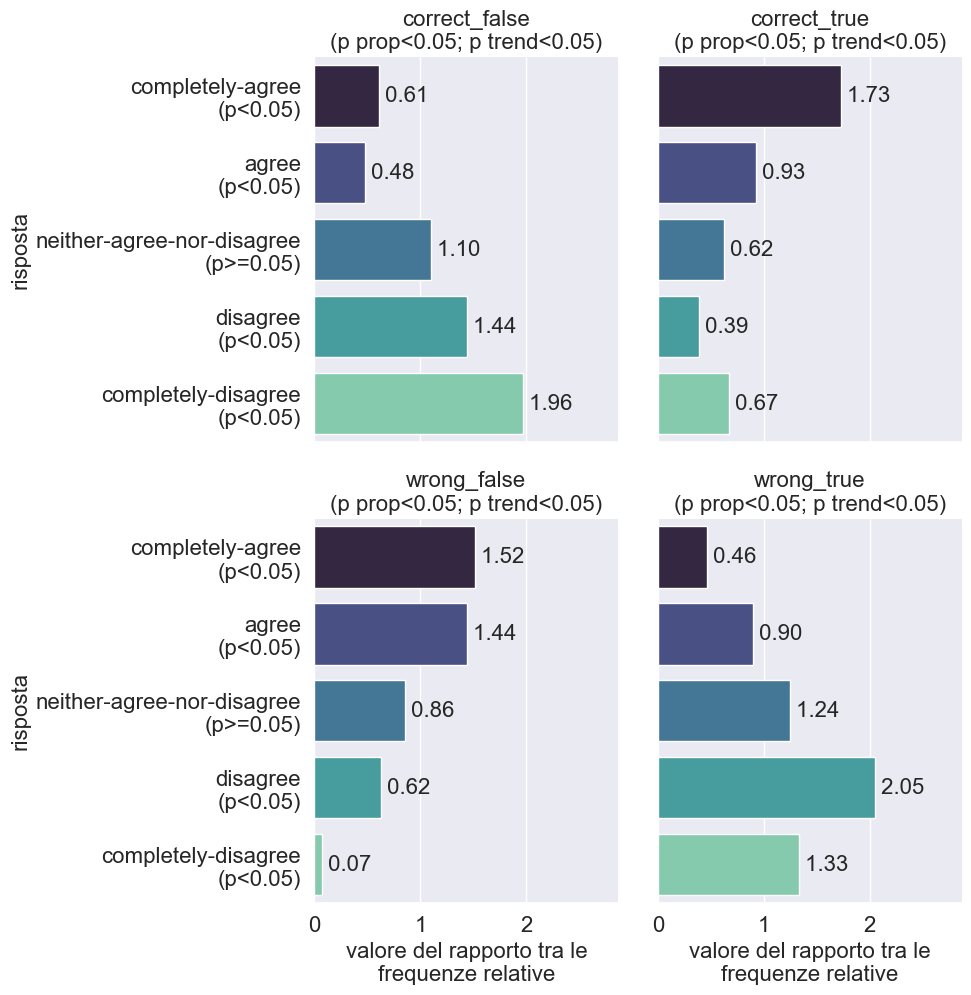 correct_false
(p prop<0.05; p trend<0.05)
correct_true
(p prop<0.05; p trend<0.05)
risposta
completely-agree
(p<0.05)
agree
(p<0.05)
neither-agree-nor-disagree
(p>=0.05)
disagree
(p<0.05)
completely-disagree
(p<0.05)
0.61
0.48
1.10
1.44
1.96
1.73
0.93
0.62
0.39
0.67
wrong_false
(p prop<0.05; p trend<0.05)
wrong_true
(p prop<0.05; p trend<0.05)
risposta
completely-agree
(p<0.05)
agree
(p<0.05)
neither-agree-nor-disagree
(p>=0.05)
disagree
(p<0.05)
completely-disagree
(p<0.05)
1.52
1.44
0.86
0.62
0.07
0.46
0.90
1.24
2.05
1.33
0 1 2
valore del rapporto tra le
frequenze relative
0 1 2
valore del rapporto tra le
frequenze relative